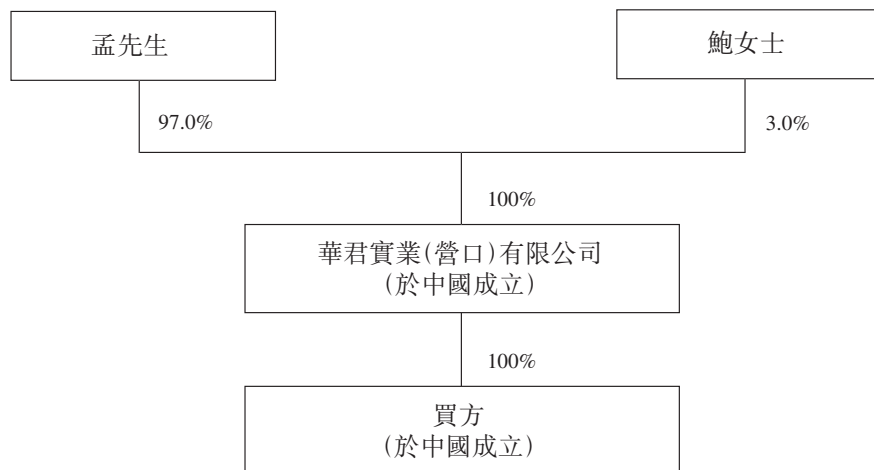 孟先生
鮑女士
97.0%
3.0%
100%
華君實業(營口)有限公司
(於中國成立)
100%
買方
(於中國成立)